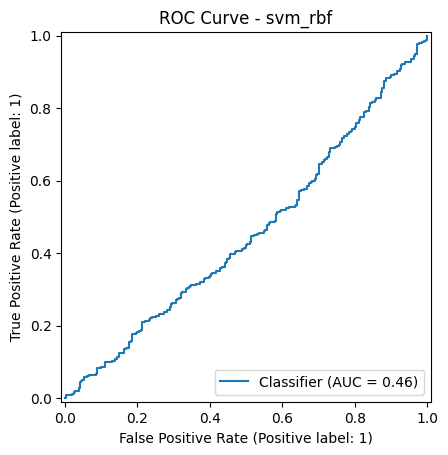 ROC Curve - svm_rbf
1.0
0.8
0.6
0.4
0.2
0.0
True Positive Rate (Positive label: 1)
Classifier (AUC = 0.46)
0.0 0.2 0.4 0.6 0.8 1.0
False Positive Rate (Positive label: 1)